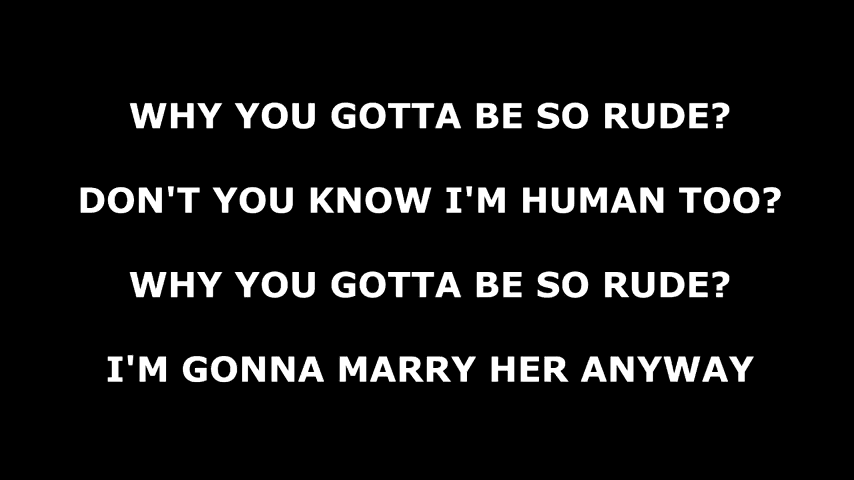 WHY YOU GOTTA BE SO RUDE?
DON'T YOU KNOW I'M HUMAN TOO?
WHY YOU GOTTA BE SO RUDE?
I'M GONNA MARRY HER ANYWAY